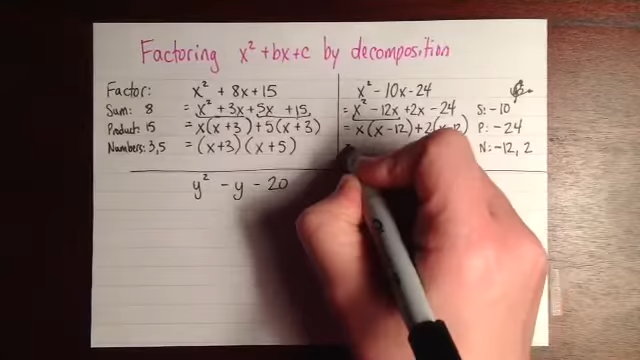 Factoring x² + bx + c by decomposition
Factor: x² + 8x + 15
Sum: 8 = x² + 3x + 5x + 15
Product: 15 = x(x+3) + 5(x+3)
Numbers: 3,5 = (x+3)(x+5)
x² - 10x - 24
= x² - 12x + 2x - 24 S: -10
= x(x-12) + 2(x-12) P: -24
= N: -12, 2
y² - y - 20